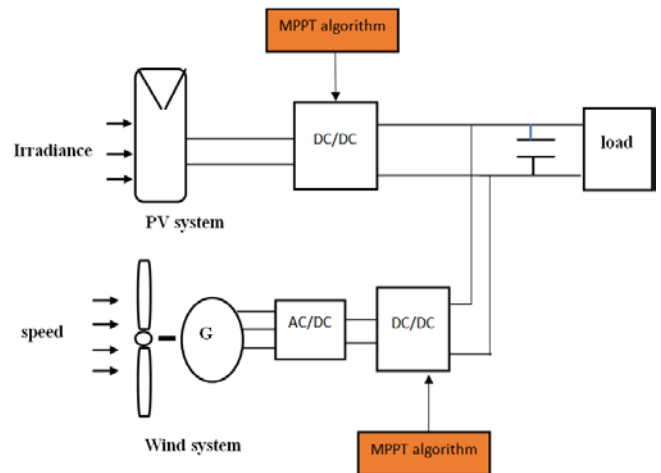 MPPT algorithm
DC/DC
load
Irradiance
PV system
speed
G
AC/DC
DC/DC
Wind system
MPPT algorithm